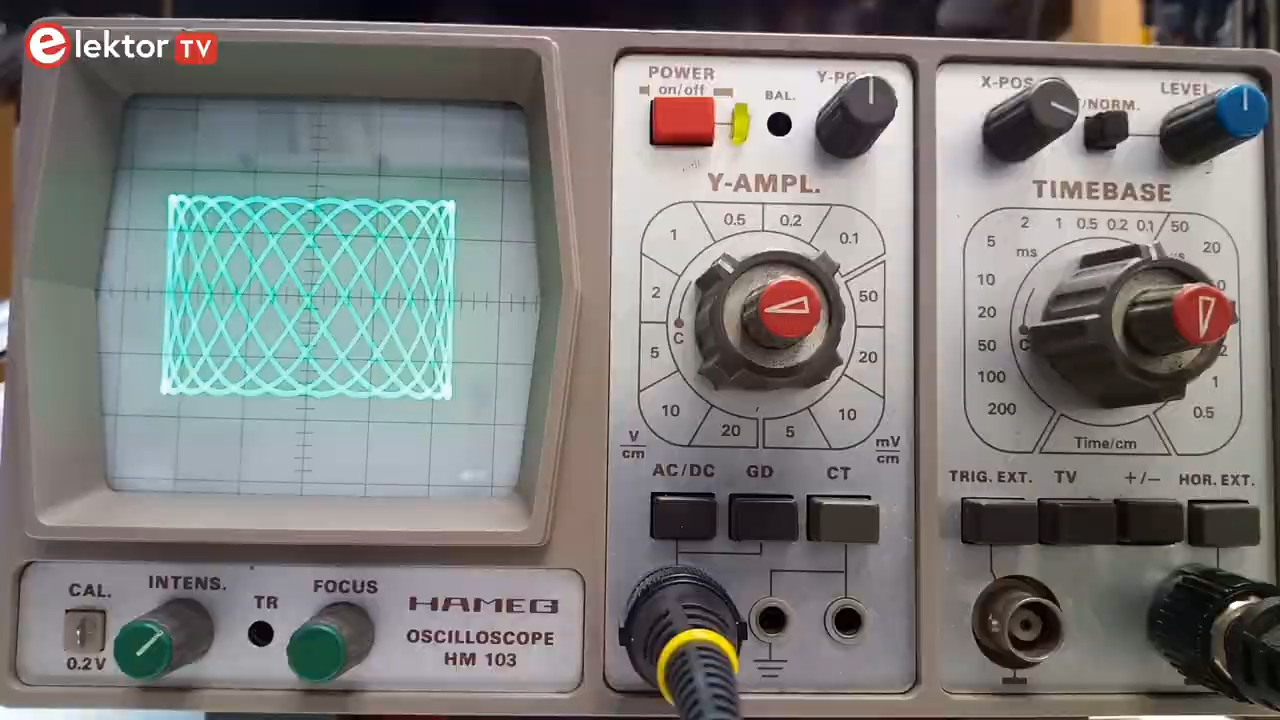 elektor TV
POWER
on/off
BAL.
Y-PO
X-POS
/NORM.
LEVEL
Y-AMPL.
0.5
0.2
1
0.1
2
50
C
5
20
10
10
20
5
V
cm
mV
cm
TIMEBASE
2
1
0.5
0.2
0.1
50
5
ms
20
10
20
50
C
100
1
200
0.5
Time/cm
AC/DC
GD
CT
TRIG. EXT.
TV
+/-
HOR. EXT.
CAL.
INTENS.
TR
FOCUS
0.2V
HAMEG
OSCILLOSCOPE
HM 103